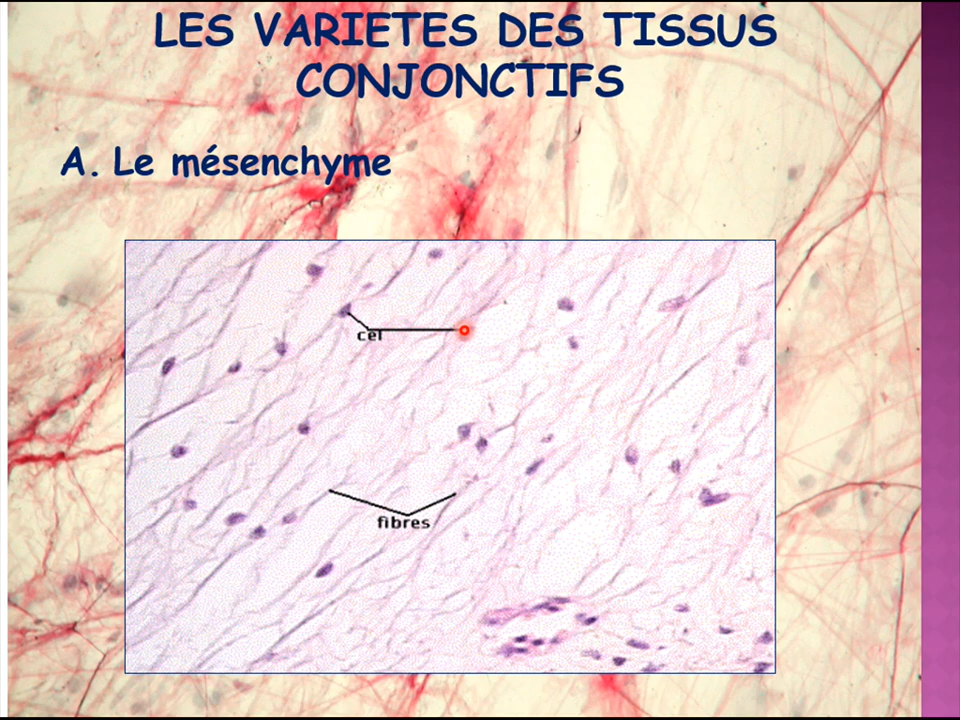 LES VARIETES DES TISSUS
CONJONCTIFS
A. Le mésenchyme
cel
fibres